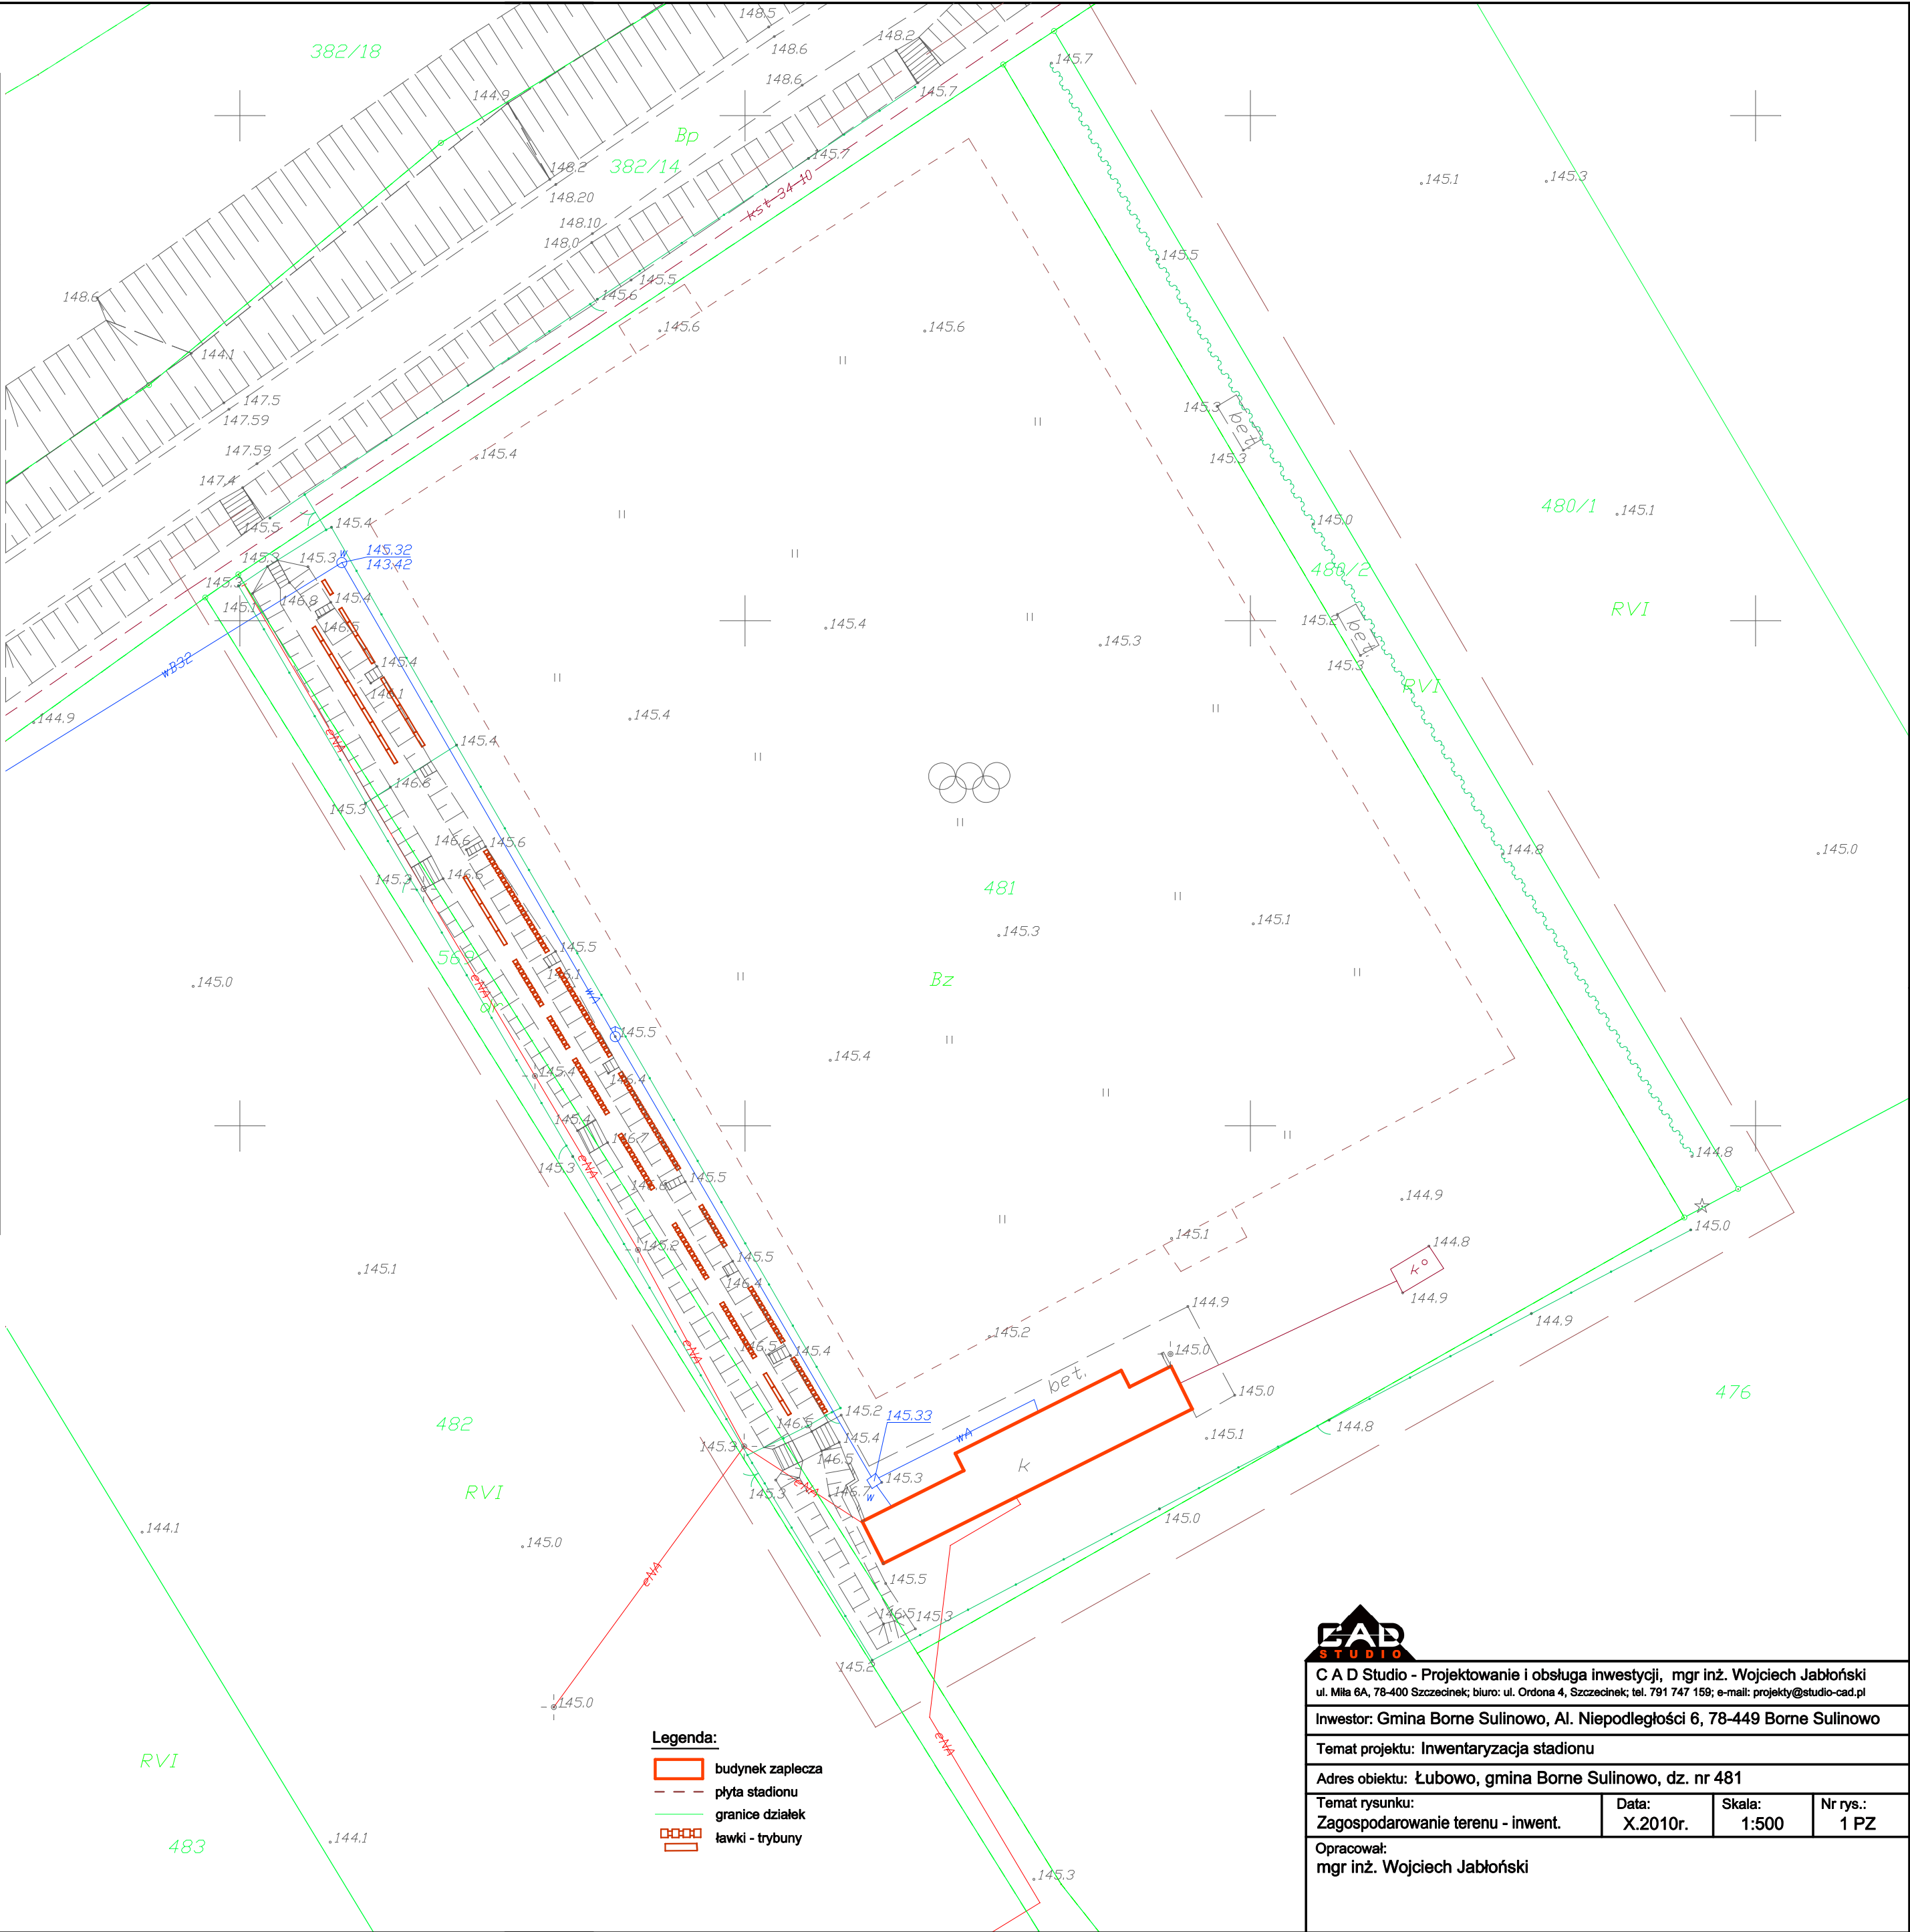 382/18
148.5
148.6
148.2
145.7
144.9
148.6
145.7
Bp
382/14
145.7
148.2
148.20
kst 34-10
145.1
145.3
148.10
148.0
145.5
145.5
148.6
145.6
145.6
145.6
144.1
147.5
147.59
145.3
bet.
147.59
145.4
145.3
147.4
480/1
145.1
145.5
145.4
145.0
145.32
143.42
w
145.3
145.3
145.3
480/2
145.1
146.8
145.4
RVI
146.5
145.4
145.3
145.2
bet.
wB32
145.4
145.3
146.1
RVI
144.9
145.4
eNA
145.4
146.6
145.3
146.6
145.6
144.8
145.0
145.3
146.6
481
145.1
145.3
145.5
569
146.1
145.0
eNA
Bz
dr
wA
145.5
145.4
145.4
146.4
145.4
146.7
145.3
eNA
144.8
145.5
144.9
145.1
145.0
145.2
145.5
144.8
145.1
146.4
k
144.9
144.9
144.9
eNA
146.5
145.4
145.2
145.0
bet.
145.0
476
145.2
145.33
482
146.5
145.4
144.8
145.3
wA
145.1
146.5
k
145.3
RVI
145.3
eNA
146.7
w
145.0
144.1
145.0
eNA
145.5
146.5
145.3
145.2
145.0
eNA
RVI
483
144.1
145.3
Legenda:
budynek zaplecza
płyta stadionu
granice działek
ławki - trybuny
CAD
STUDIO
C A D Studio - Projektowanie i obsługa inwestycji, mgr inż. Wojciech Jabłoński
ul. Miła 6A, 78-400 Szczecinek; biuro: ul. Ordona 4, Szczecinek; tel. 791 747 159; e-mail: projekty@studio-cad.pl
Inwestor: Gmina Borne Sulinowo, Al. Niepodległości 6, 78-449 Borne Sulinowo
Temat projektu: Inwentaryzacja stadionu
Adres obiektu: Łubowo, gmina Borne Sulinowo, dz. nr 481
Temat rysunku:
Zagospodarowanie terenu - inwent.
Data:
X.2010r.
Skala:
1:500
Nr rys.:
1 PZ
Opracował:
mgr inż. Wojciech Jabłoński